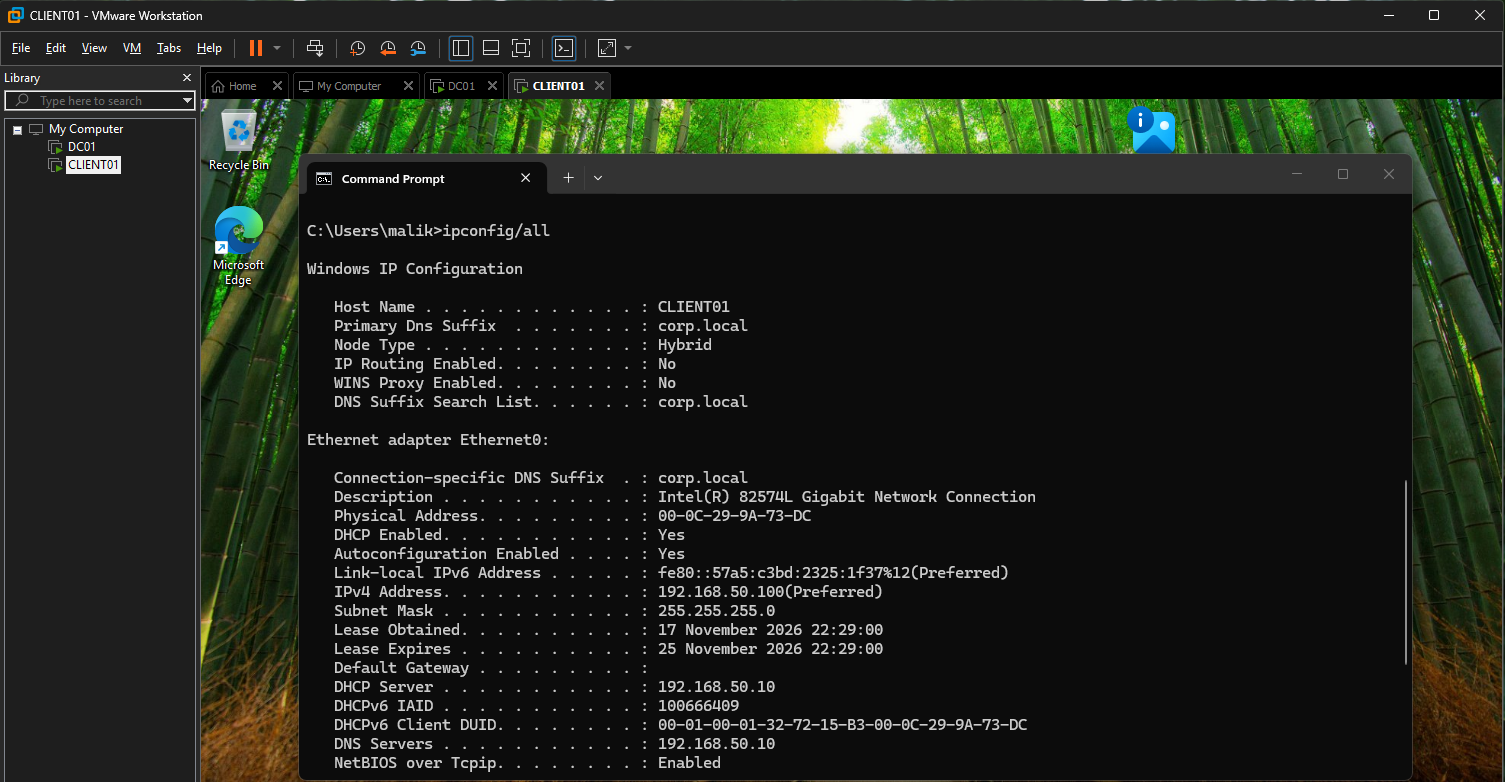 CLIENT01 - VMware Workstation
File Edit View VM Tabs Help
Library
Type here to search
My Computer
DC01
CLIENT01
Home My Computer DC01 CLIENT01
Recycle Bin
Microsoft
Edge
Command Prompt
C:\Users\malik>ipconfig/all
Windows IP Configuration
Host Name . . . . . . . . . . . . : CLIENT01
Primary Dns Suffix . . . . . . . : corp.local
Node Type . . . . . . . . . . . . : Hybrid
IP Routing Enabled. . . . . . . . : No
WINS Proxy Enabled. . . . . . . . : No
DNS Suffix Search List. . . . . . : corp.local
Ethernet adapter Ethernet0:
Connection-specific DNS Suffix . : corp.local
Description . . . . . . . . . . . : Intel(R) 82574L Gigabit Network Connection
Physical Address. . . . . . . . . : 00-0C-29-9A-73-DC
DHCP Enabled. . . . . . . . . . . : Yes
Autoconfiguration Enabled . . . . : Yes
Link-local IPv6 Address . . . . . : fe80::57a5:c3bd:2325:1f37%12(Preferred)
IPv4 Address. . . . . . . . . . . : 192.168.50.100(Preferred)
Subnet Mask . . . . . . . . . . . : 255.255.255.0
Lease Obtained. . . . . . . . . . : 17 November 2026 22:29:00
Lease Expires . . . . . . . . . . : 25 November 2026 22:29:00
Default Gateway . . . . . . . . . :
DHCP Server . . . . . . . . . . . : 192.168.50.10
DHCPv6 IAID . . . . . . . . . . . : 100666409
DHCPv6 Client DUID. . . . . . . . : 00-01-00-01-32-72-15-B3-00-0C-29-9A-73-DC
DNS Servers . . . . . . . . . . . : 192.168.50.10
NetBIOS over Tcpip. . . . . . . . : Enabled